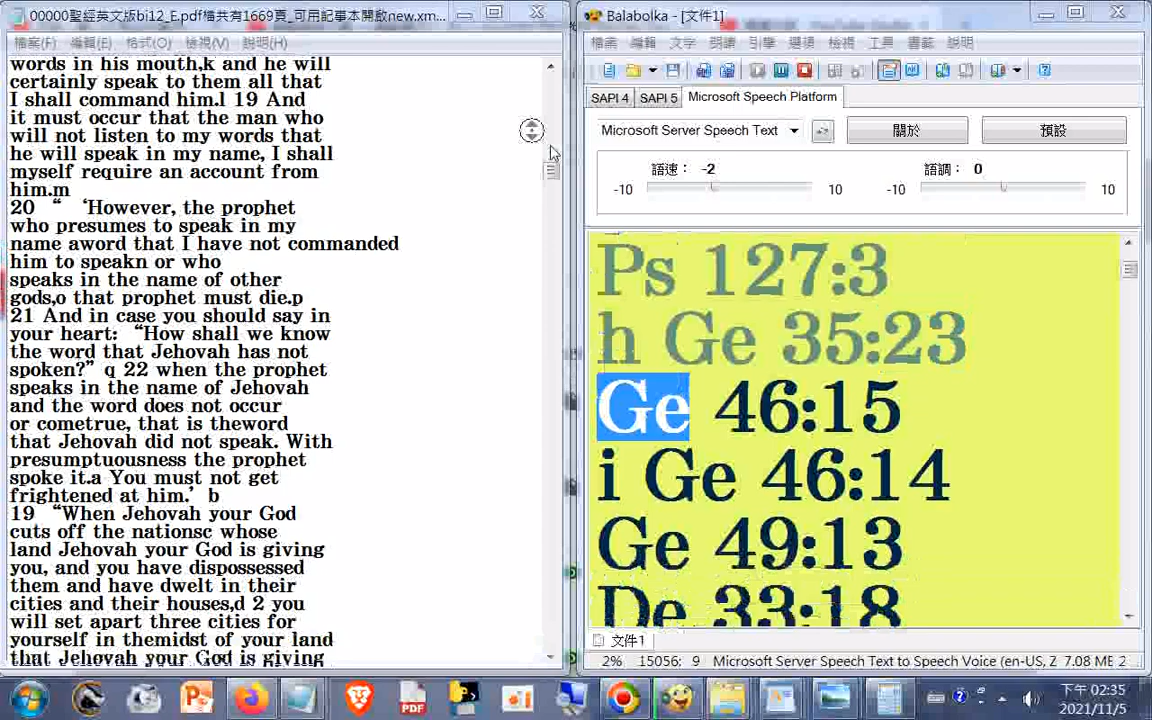 00000聖經英文版bi12_E.pdf檔共有1669頁_可用記事本開啟new.xm...
檔案(F) 編輯(E) 格式(O) 檢視(V) 說明(H)
words in his mouth,k and he will
certainly speak to them all that
I shall command him.l 19 And
it must occur that the man who
will not listen to my words that
he will speak in my name, I shall
myself require an account from
him.m
20 “ ‘However, the prophet
who presumes to speak in my
name aword that I have not commanded
him to speakn or who
speaks in the name of other
gods,o that prophet must die.p
21 And in case you should say in
your heart: “How shall we know
the word that Jehovah has not
spoken?” q 22 when the prophet
speaks in the name of Jehovah
and the word does not occur
or cometrue, that is theword
that Jehovah did not speak. With
presumptuousness the prophet
spoke it.a You must not get
frightened at him.’ b
19 “When Jehovah your God
cuts off the nationsc whose
land Jehovah your God is giving
you, and you have dispossessed
them and have dwelt in their
cities and their houses,d 2 you
will set apart three cities for
yourself in themidst of your land
that Jehovah your God is giving
Balabolka - [文件1]
檔案 編輯 文字 朗讀 引擎 選項 檢視 工具 書籤 說明
SAPI 4 SAPI 5 Microsoft Speech Platform
Microsoft Server Speech Text 關於 預設
語速： -2 語調： 0
-10 10 -10 10
Ps 127:3
h Ge 35:23
Ge 46:15
i Ge 46:14
Ge 49:13
De 33:18
文件1
2% 15056: 9 Microsoft Server Speech Text to Speech Voice (en-US, Z 7.08 ME 2
PDF
下午 02:35
2021/11/5